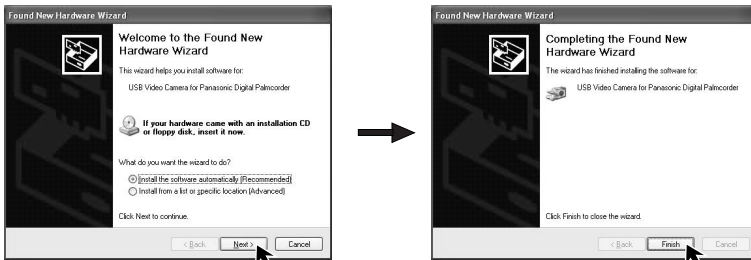 Found New Hardware Wizard
Welcome to the Found New
Hardware Wizard
This wizard helps you install software for:
USB Video Camera for Panasonic Digital Palmcorder
If your hardware came with an installation CD
or floppy disk, insert it now.
What do you want the wizard to do?
Install the software automatically (Recommended)
Install from a list or specific location (Advanced)
Click Next to continue.
< Back
Next >
Cancel
Found New Hardware Wizard
Completing the Found New
Hardware Wizard
The wizard has finished installing the software for:
USB Video Camera for Panasonic Digital Palmcorder
Click Finish to close the wizard.
< Back
Finish
Cancel